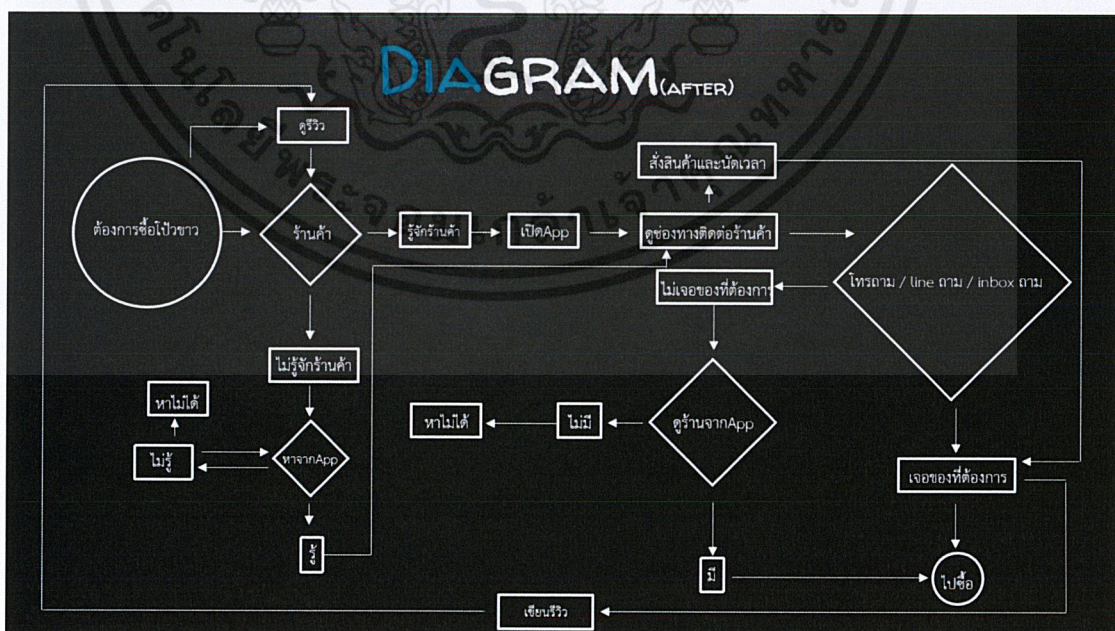 DIAGRAM(AFTER)
ดูรีวิว
สั่งสินค้าและนัดเวลา
ต้องการซื้อโป๊วขาว
ร้านค้า
รู้จักร้านค้า
เปิดApp
ดูช่องทางติดต่อร้านค้า
ไม่เจอของที่ต้องการ
โทรถาม / line ถาม / inbox ถาม
ไม่รู้จักร้านค้า
หาไม่ได้
หาไม่ได้
ไม่มี
ดูร้านจากApp
ไม่รู้
หาจากApp
เจอของที่ต้องการ
รู้
มี
ไปซื้อ
เขียนรีวิว